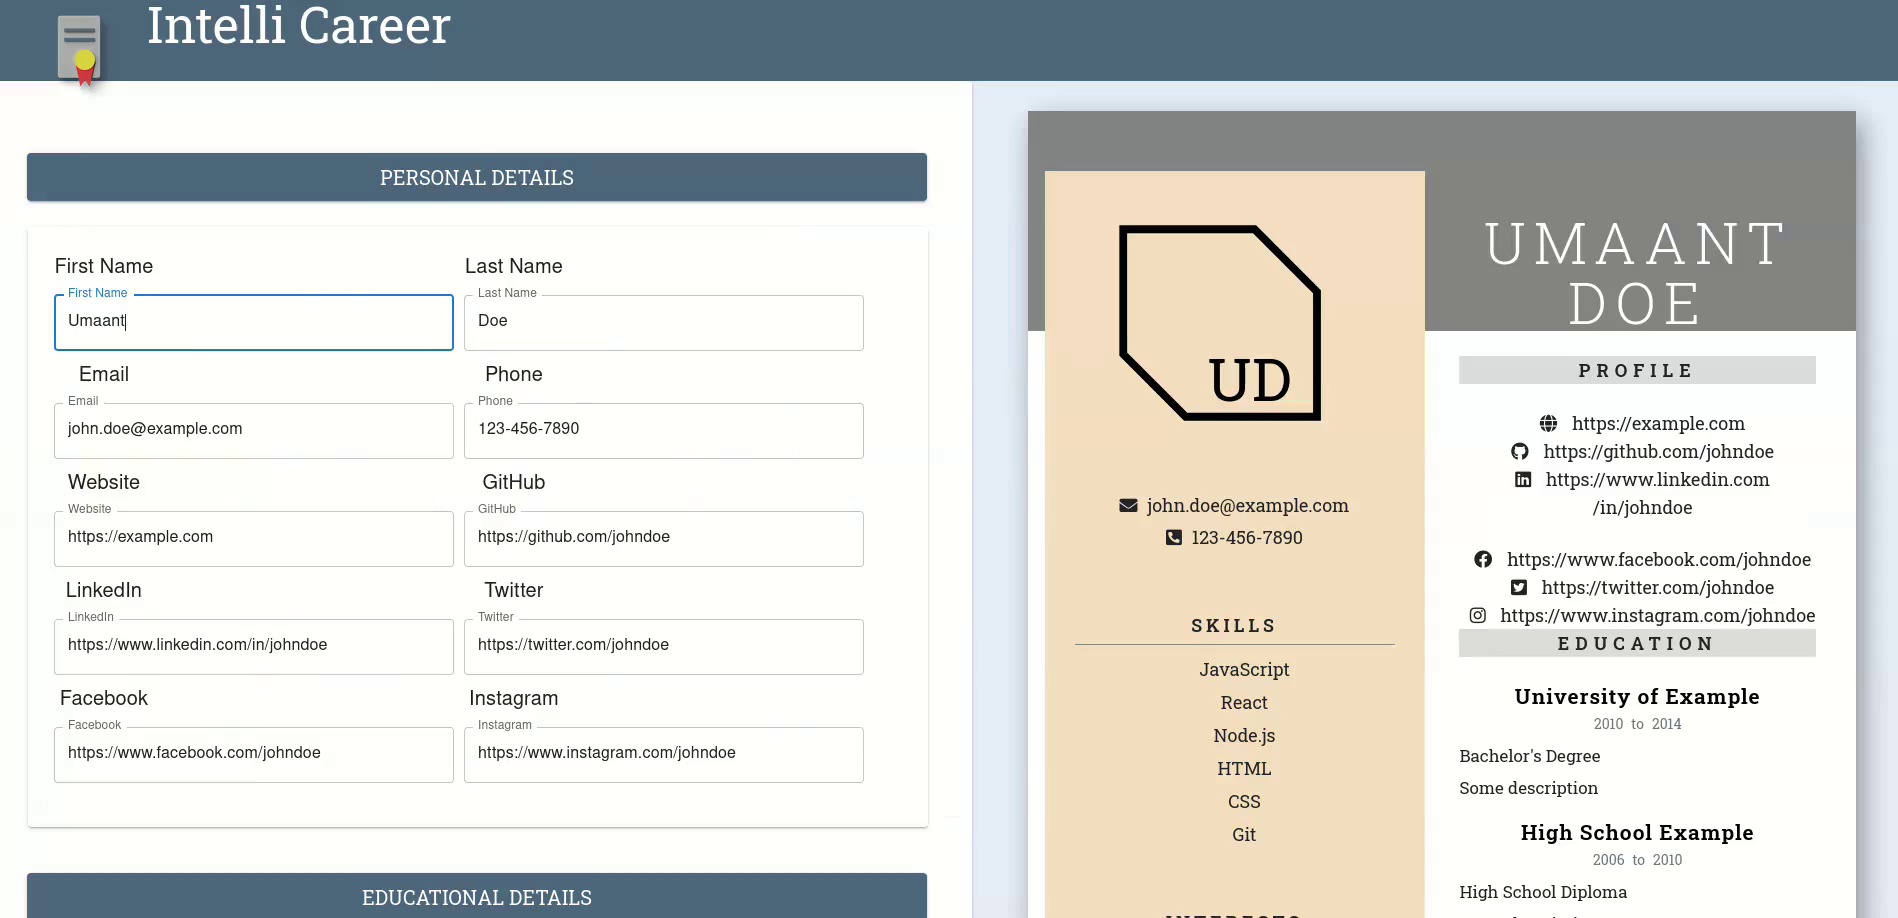 Intelli Career
PERSONAL DETAILS
First Name
Last Name
First Name
Umaant
Last Name
Doe
Email
Phone
Email
john.doe@example.com
Phone
123-456-7890
Website
GitHub
Website
https://example.com
GitHub
https://github.com/johndoe
LinkedIn
Twitter
LinkedIn
https://www.linkedin.com/in/johndoe
Twitter
https://twitter.com/johndoe
Facebook
Instagram
Facebook
https://www.facebook.com/johndoe
Instagram
https://www.instagram.com/johndoe
EDUCATIONAL DETAILS
UD
john.doe@example.com
123-456-7890
SKILLS
JavaScript
React
Node.js
HTML
CSS
Git
UMAANT
DOE
PROFILE
https://example.com
https://github.com/johndoe
https://www.linkedin.com
/in/johndoe
https://www.facebook.com/johndoe
https://twitter.com/johndoe
https://www.instagram.com/johndoe
EDUCATION
University of Example
2010 to 2014
Bachelor's Degree
Some description
High School Example
2006 to 2010
High School Diploma